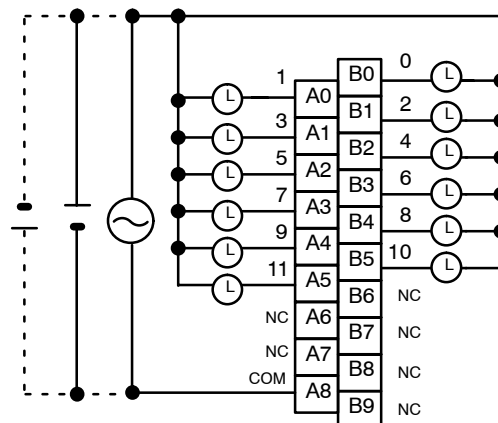 0
1 B0 L
L A0 2
3 B1 L
L A1 4
5 B2 L
L A2 6
7 B3 L
L A3 8
9 B4 L
L A4 10
11 B5 L
L A5
B6 NC
NC A6
B7 NC
NC A7
B8 NC
COM A8
B9 NC